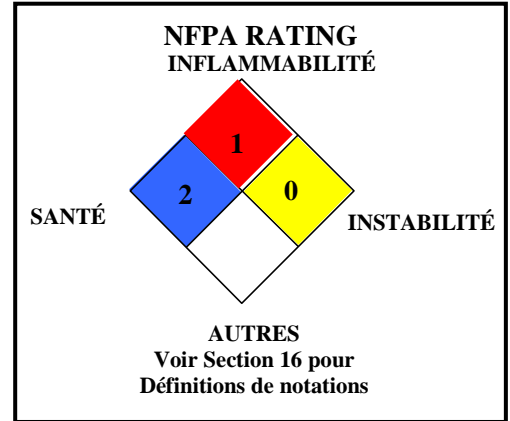 NFPA RATING
INFLAMMABILITÉ
1
2
0
SANTÉ
INSTABILITÉ
AUTRES
Voir Section 16 pour
Définitions de notations